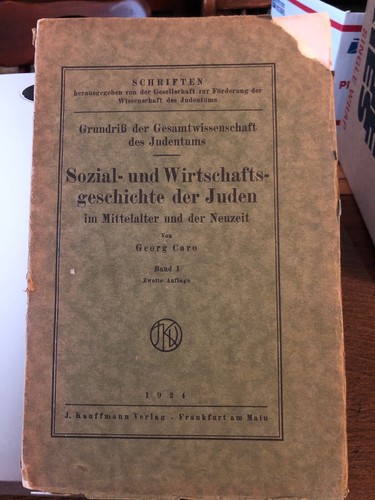 SCHRIFTEN
herausgegeben von der Gesellschaft zur Förderung der
Wissenschaft des Judentums
Grundriß der Gesamtwissenschaft
des Judentums
Sozial- und Wirtschafts-
geschichte der Juden
im Mittelalter und der Neuzeit
Von
Georg Caro
Band I
Zweite Auflage
1924
J. Kauffmann Verlag - Frankfurt am Main